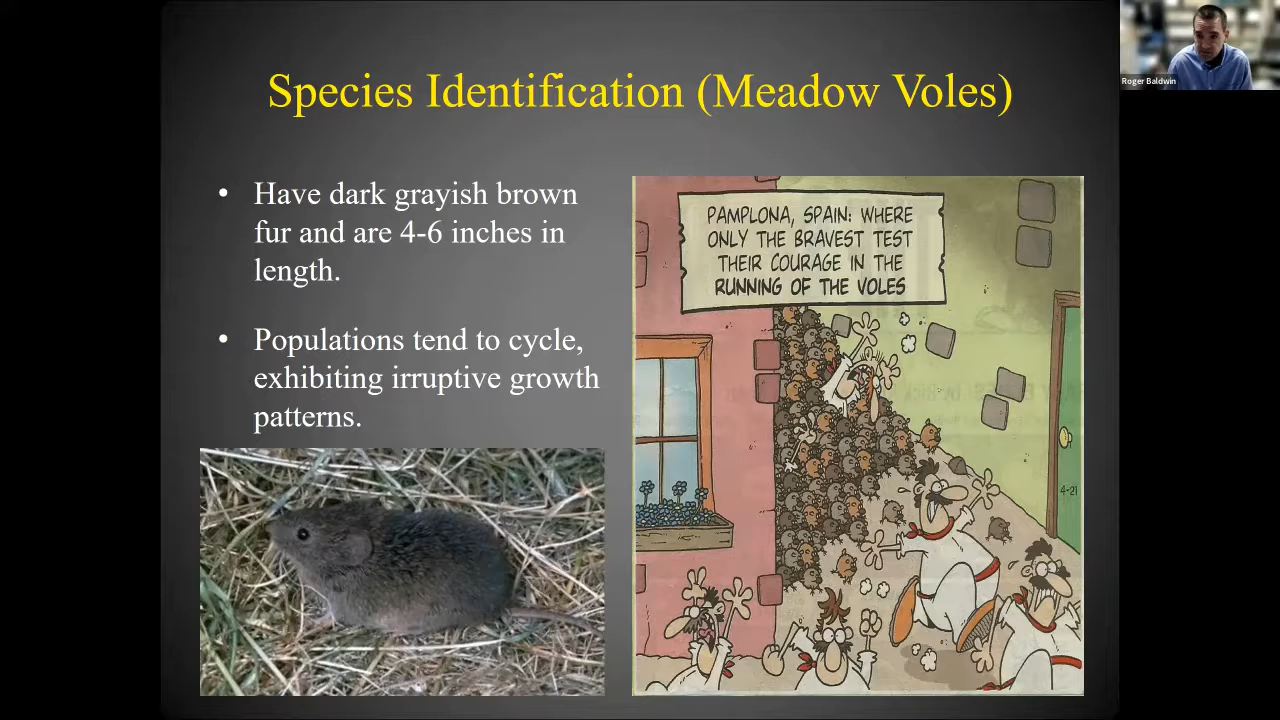 Species Identification (Meadow Voles)
• Have dark grayish brown
fur and are 4-6 inches in
length.
• Populations tend to cycle,
exhibiting irruptive growth
patterns.
PAMPLONA, SPAIN: WHERE
ONLY THE BRAVEST TEST
THEIR COURAGE IN THE
RUNNING OF THE VOLES
4-21
Roger Baldwin